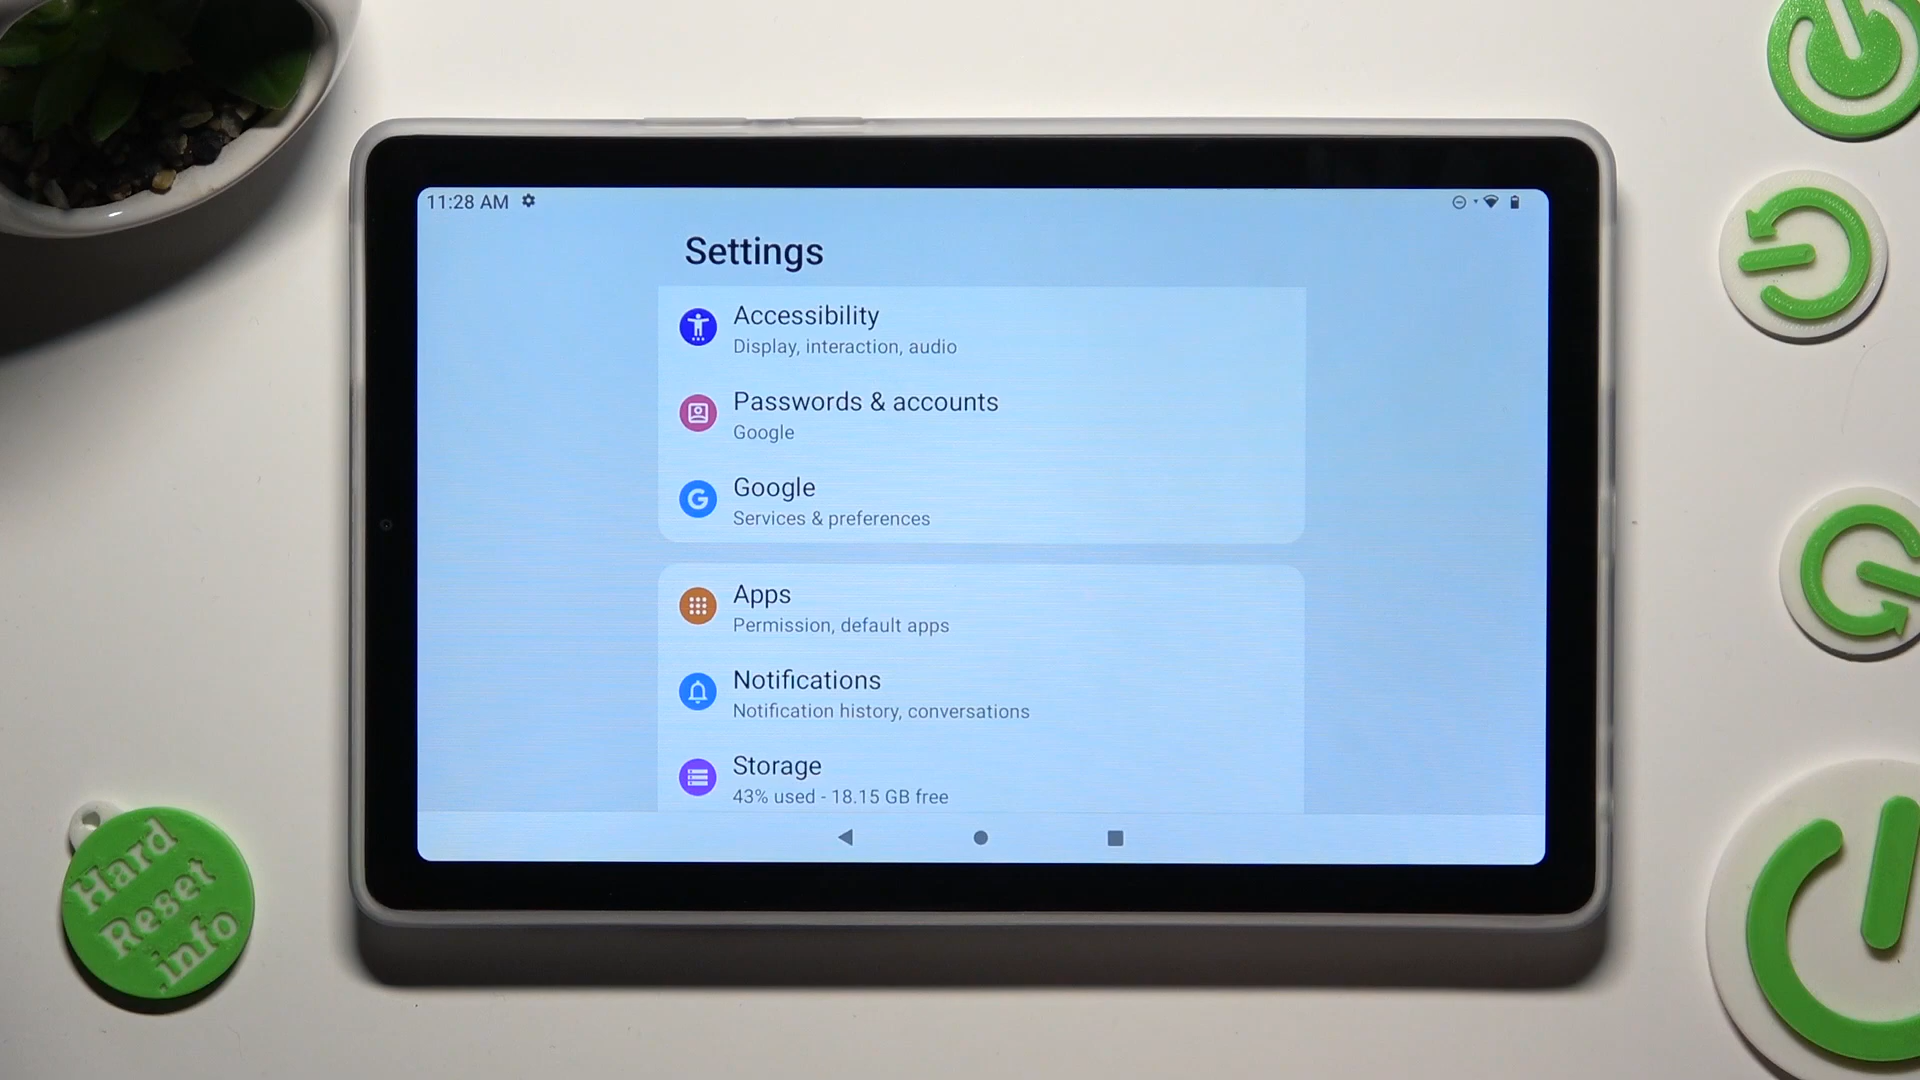 11:28 AM
Settings
Accessibility
Display, interaction, audio
Passwords & accounts
Google
Google
Services & preferences
Apps
Permission, default apps
Notifications
Notification history, conversations
Storage
43% used - 18.15 GB free
Hard
Reset
.info